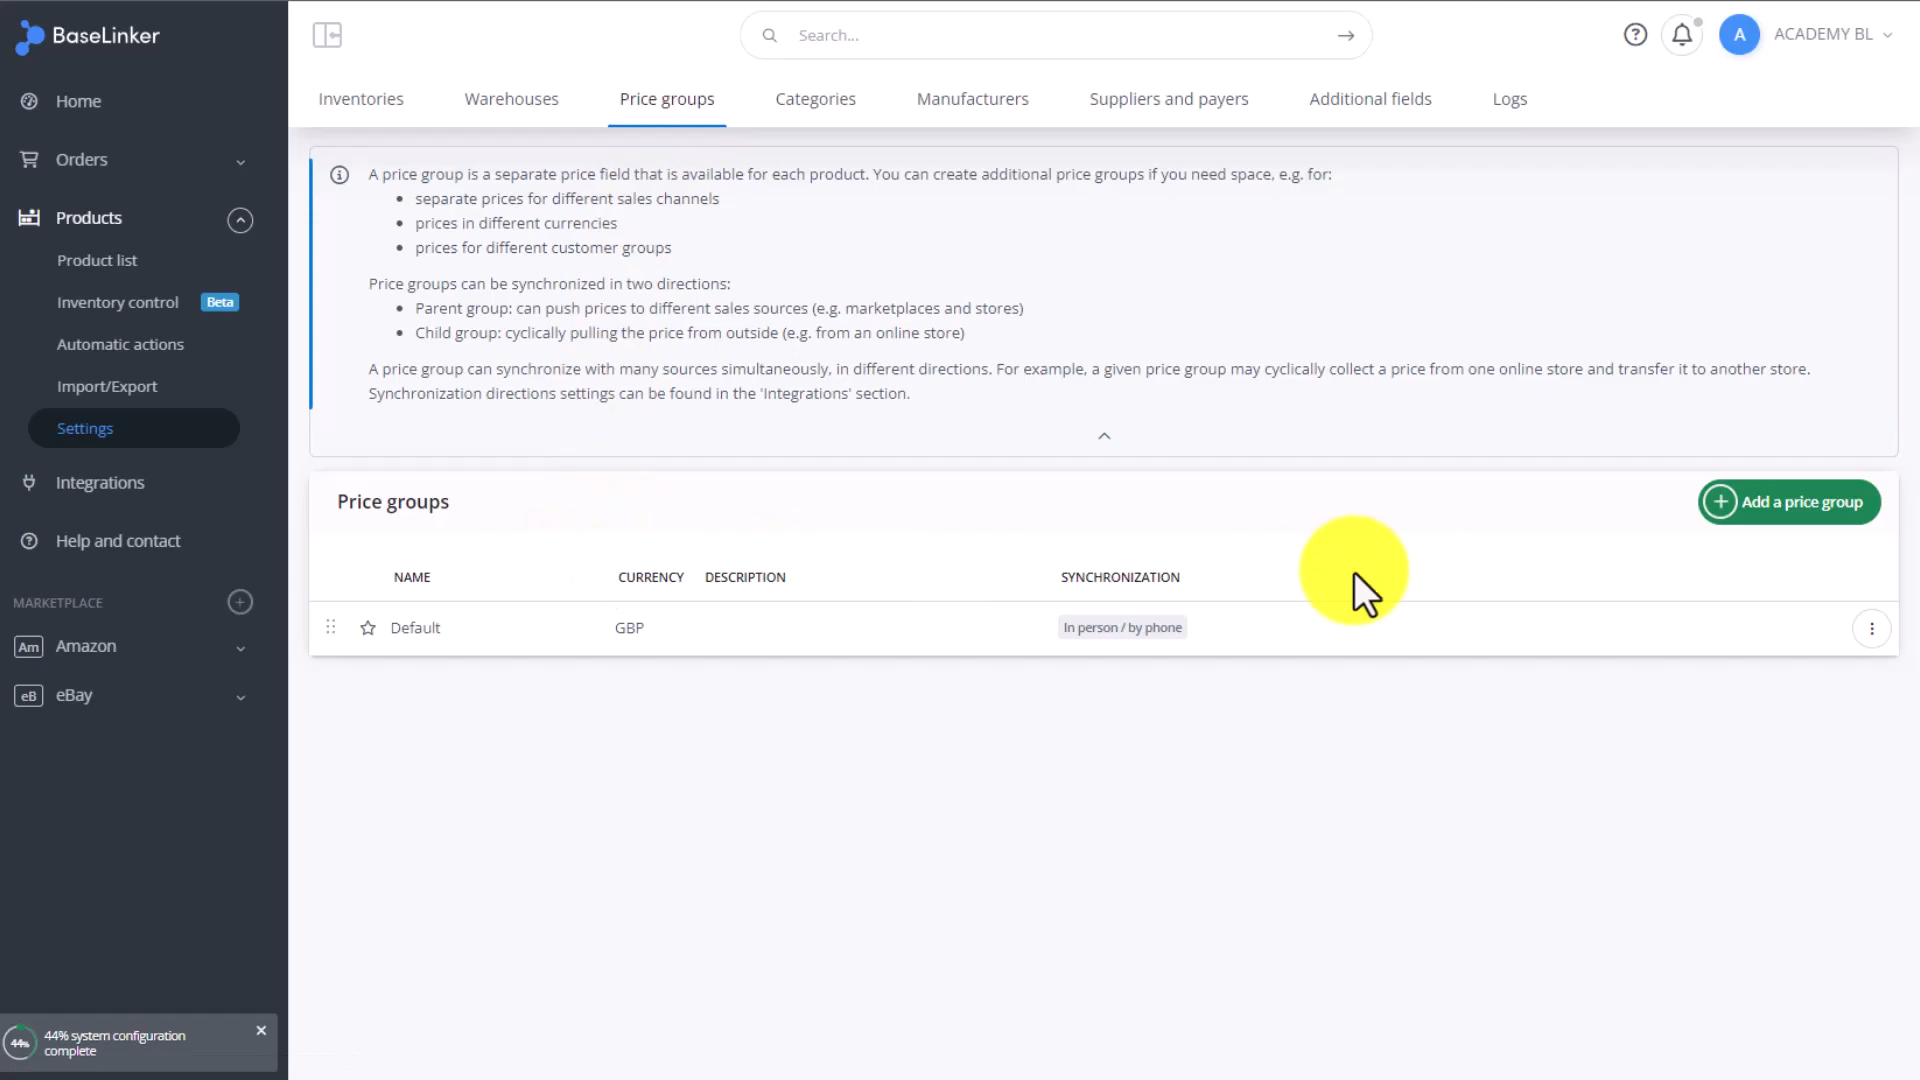 BaseLinker
Search...
A
ACADEMY BL
Home
Orders
Products
Product list
Inventory control
Beta
Automatic actions
Import/Export
Settings
Integrations
Help and contact
MARKETPLACE
Am
Amazon
eB
eBay
44%
44% system configuration
complete
Inventories
Warehouses
Price groups
Categories
Manufacturers
Suppliers and payers
Additional fields
Logs
A price group is a separate price field that is available for each product. You can create additional price groups if you need space, e.g. for:
separate prices for different sales channels
prices in different currencies
prices for different customer groups
Price groups can be synchronized in two directions:
Parent group: can push prices to different sales sources (e.g. marketplaces and stores)
Child group: cyclically pulling the price from outside (e.g. from an online store)
A price group can synchronize with many sources simultaneously, in different directions. For example, a given price group may cyclically collect a price from one online store and transfer it to another store.
Synchronization directions settings can be found in the 'Integrations' section.
Price groups
Add a price group
NAME
CURRENCY
DESCRIPTION
SYNCHRONIZATION
Default
GBP
In person / by phone